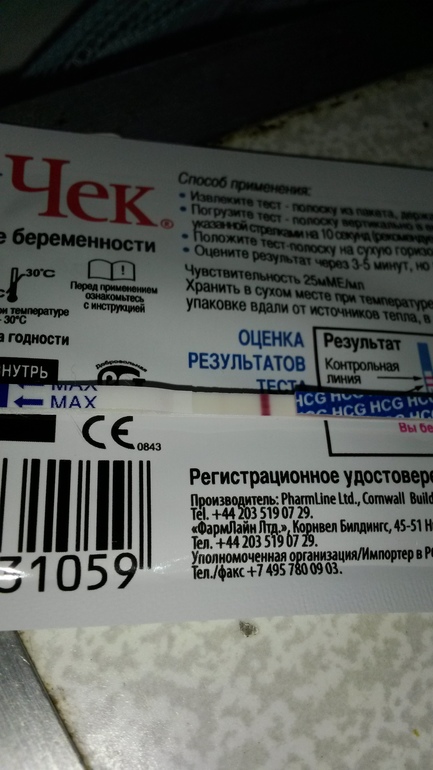 Чек®
е беременности
30°C
Перед применением
ознакомьтесь
с инструкцией
при температуре
30°C
а годности
НУТРЬ
Способ применения:
• Извлеките тест - полоску из пакета, держа
• Погрузите тест - полоску вертикально в
указанной стрелками на 10 секунд
• Положите тест-полоску на сухую
• Оцените результат через 3-5 минут, но
Чувствительность 25мМЕ/мл
Хранить в сухом месте при температуре
упаковке вдали от источников тепла, в
ОЦЕНКА
РЕЗУЛЬТАТОВ
ТЕСТ
Результат
Контрольная
линия
MAX
MAX
HCG HCG HCG
HCG HCG HCG
Вы бе
CE 0843
31059
Регистрационное
Производитель: PharmLine Ltd., Cornwall Build
Tel. +44 203 519 07 29.
«ФармЛайн Лтд.», Корнвел Билдингс, 45-51
Тел. +44 203 519 07 29.
Уполномоченная организация/Импортер в
Тел./факс +7 495 780 09 03.